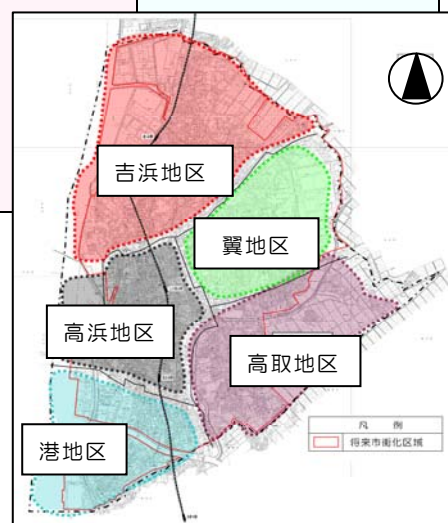 吉浜地区
翼地区
高浜地区
高取地区
港地区
凡　例
将来市街化区域